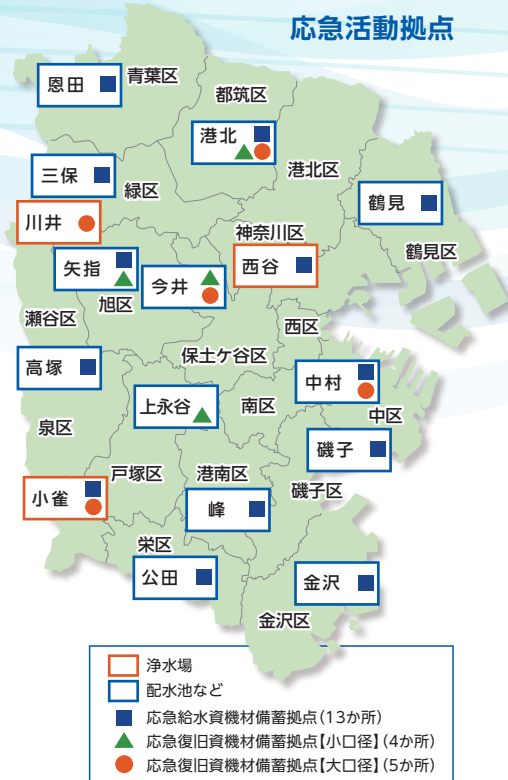 応急活動拠点
恩田
青葉区
都筑区
港北
港北区
三保
緑区
鶴見
川井
神奈川区
鶴見区
矢指
今井
西谷
旭区
瀬谷区
西区
高塚
保土ケ谷区
中村
上永谷
南区
中区
泉区
磯子
戸塚区
港南区
磯子区
小雀
峰
栄区
公田
金沢
金沢区
浄水場
配水池など
応急給水資機材備蓄拠点(13か所)
応急復旧資機材備蓄拠点【小口径】(4か所)
応急復旧資機材備蓄拠点【大口径】(5か所)